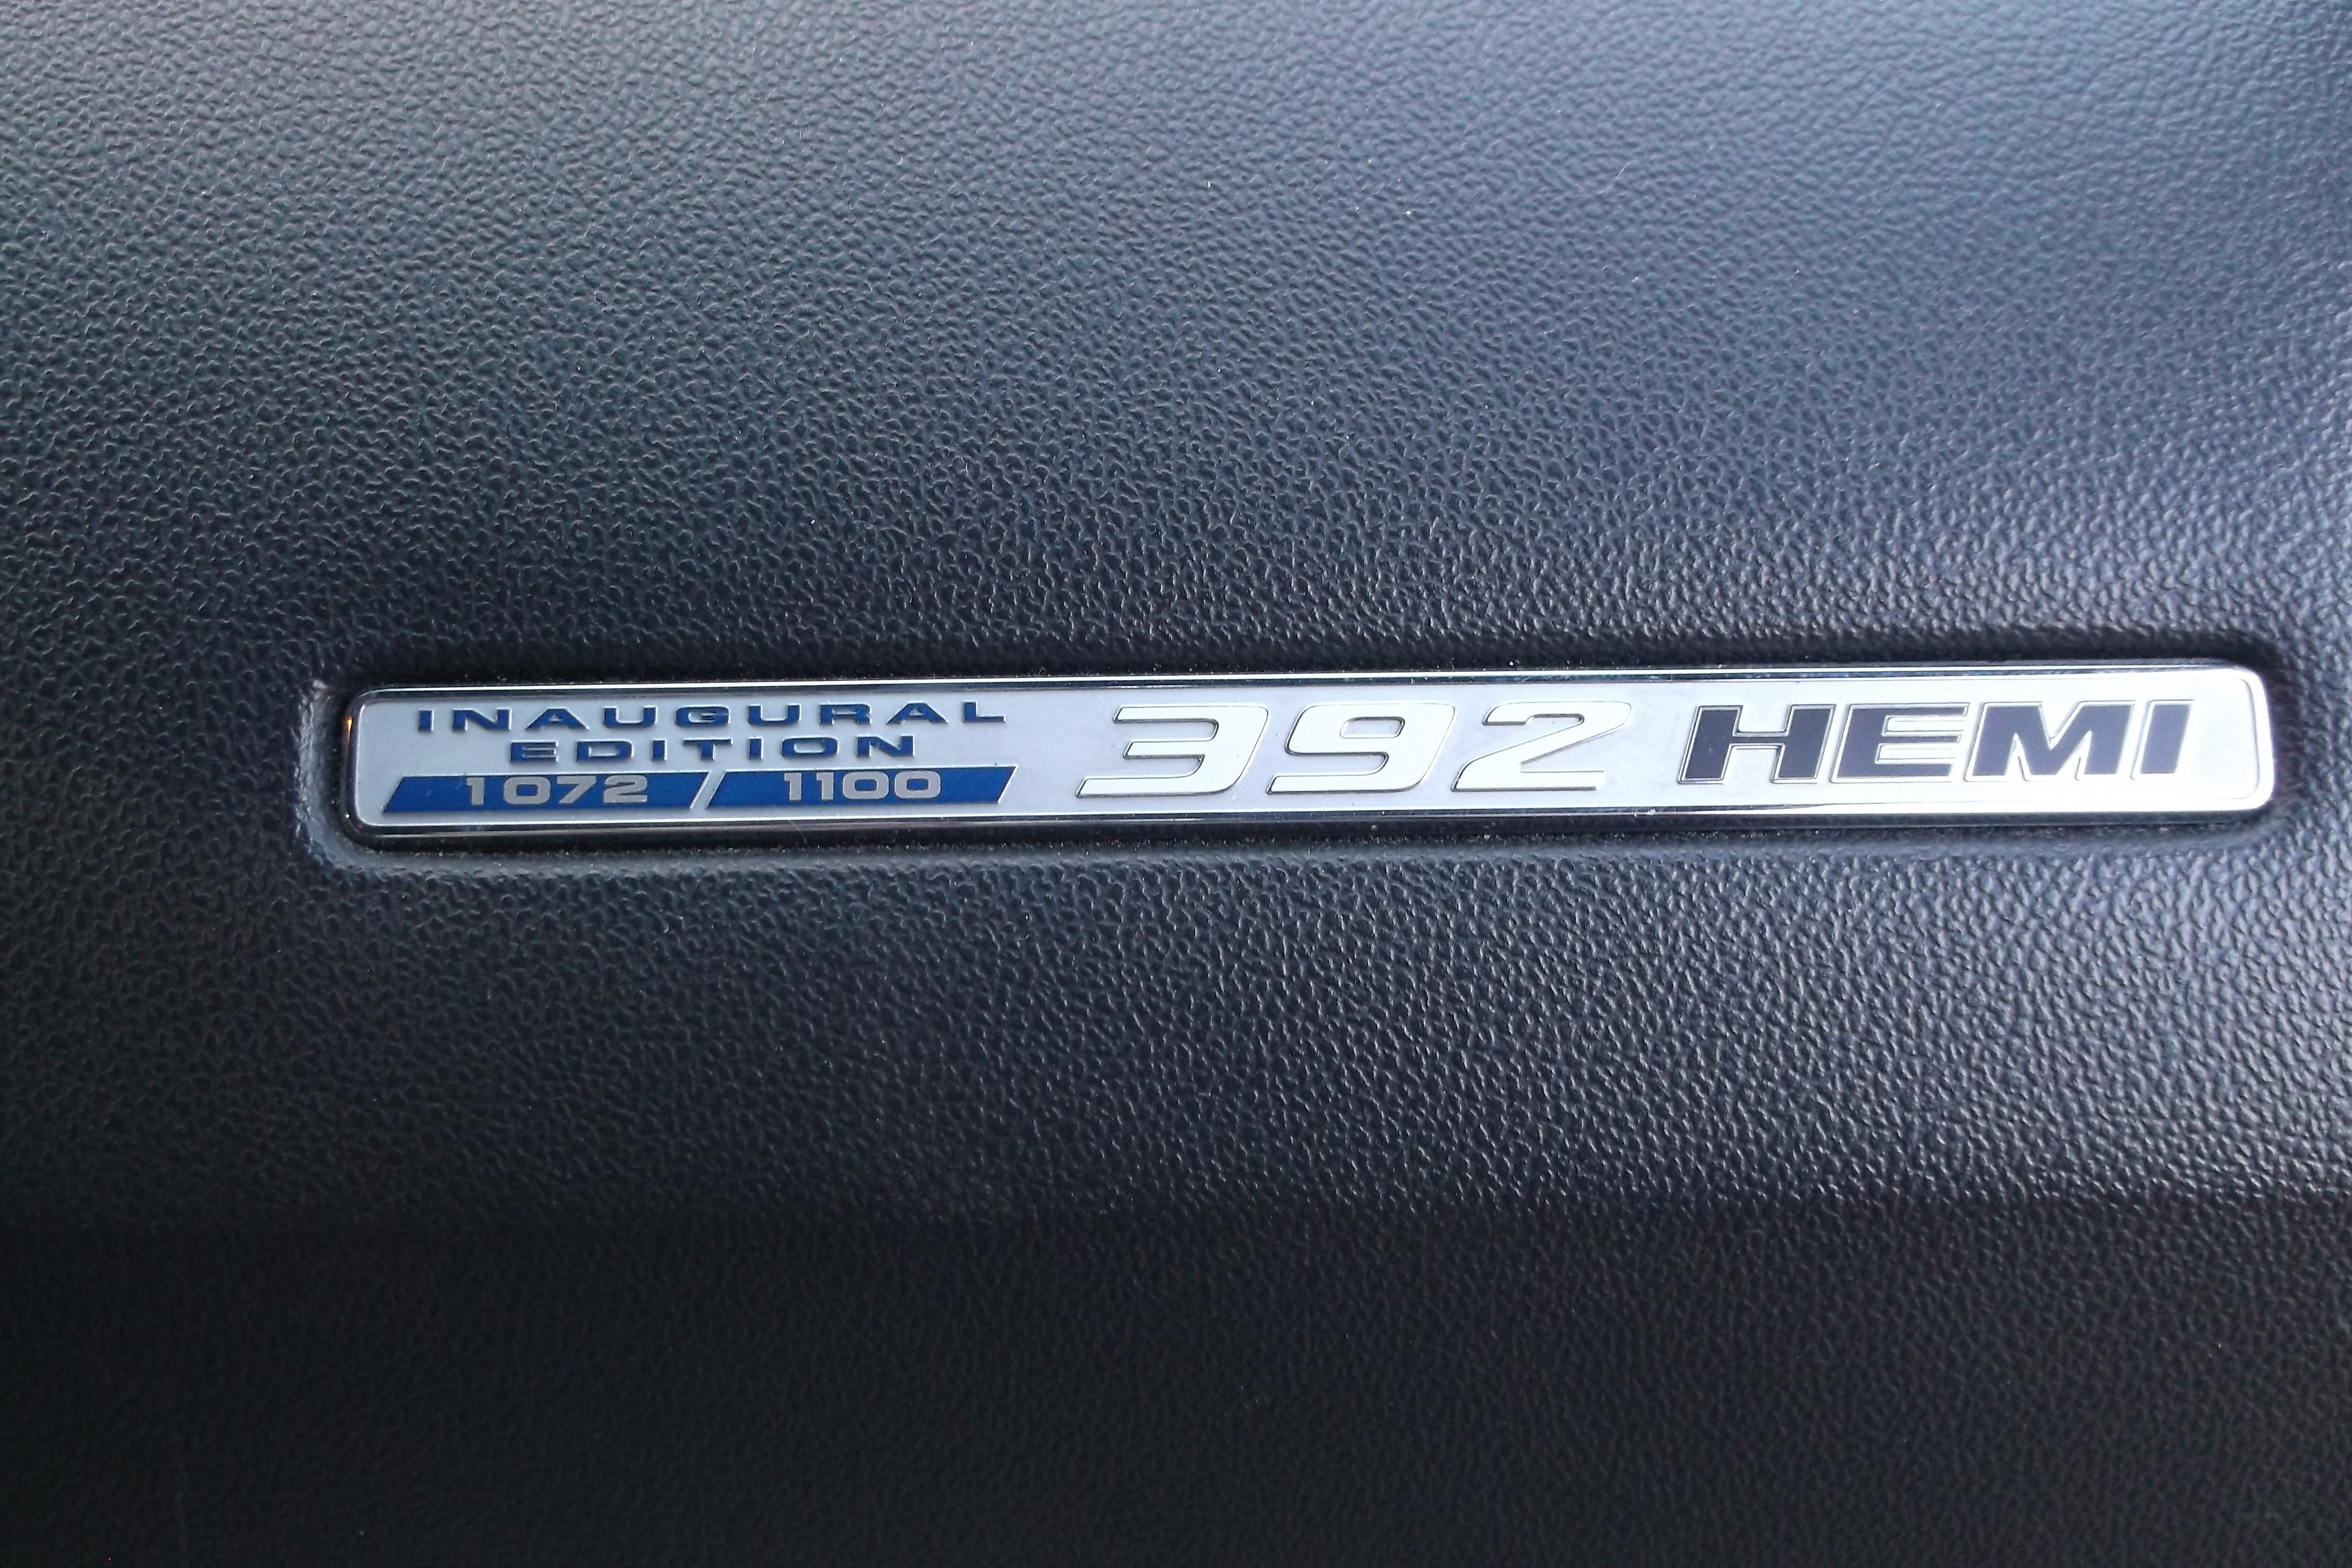 INAUGURAL
EDITION
1072 / 1100
392 HEMI